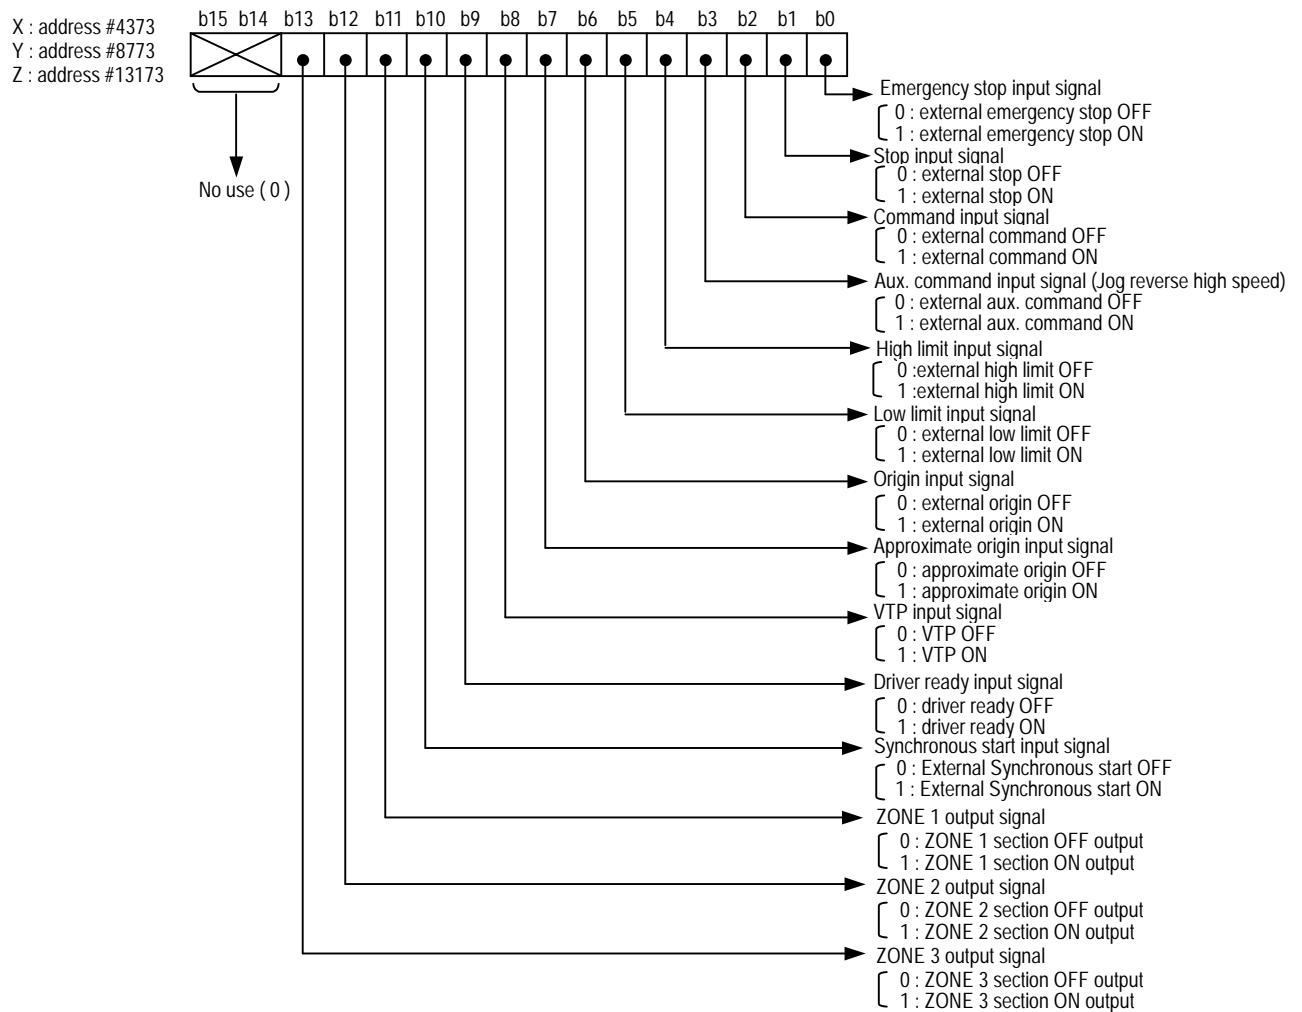 X : address #4373
Y : address #8773
Z : address #13173
b15 b14 b13 b12 b11 b10 b9 b8 b7 b6 b5 b4 b3 b2 b1 b0
No use ( 0 )
Emergency stop input signal
0 : external emergency stop OFF
1 : external emergency stop ON
Stop input signal
0 : external stop OFF
1 : external stop ON
Command input signal
0 : external command OFF
1 : external command ON
Aux. command input signal (Jog reverse high speed)
0 : external aux. command OFF
1 : external aux. command ON
High limit input signal
0 :external high limit OFF
1 :external high limit ON
Low limit input signal
0 : external low limit OFF
1 : external low limit ON
Origin input signal
0 : external origin OFF
1 : external origin ON
Approximate origin input signal
0 : approximate origin OFF
1 : approximate origin ON
VTP input signal
0 : VTP OFF
1 : VTP ON
Driver ready input signal
0 : driver ready OFF
1 : driver ready ON
Synchronous start input signal
0 : External Synchronous start OFF
1 : External Synchronous start ON
ZONE 1 output signal
0 : ZONE 1 section OFF output
1 : ZONE 1 section ON output
ZONE 2 output signal
0 : ZONE 2 section OFF output
1 : ZONE 2 section ON output
ZONE 3 output signal
0 : ZONE 3 section OFF output
1 : ZONE 3 section ON output